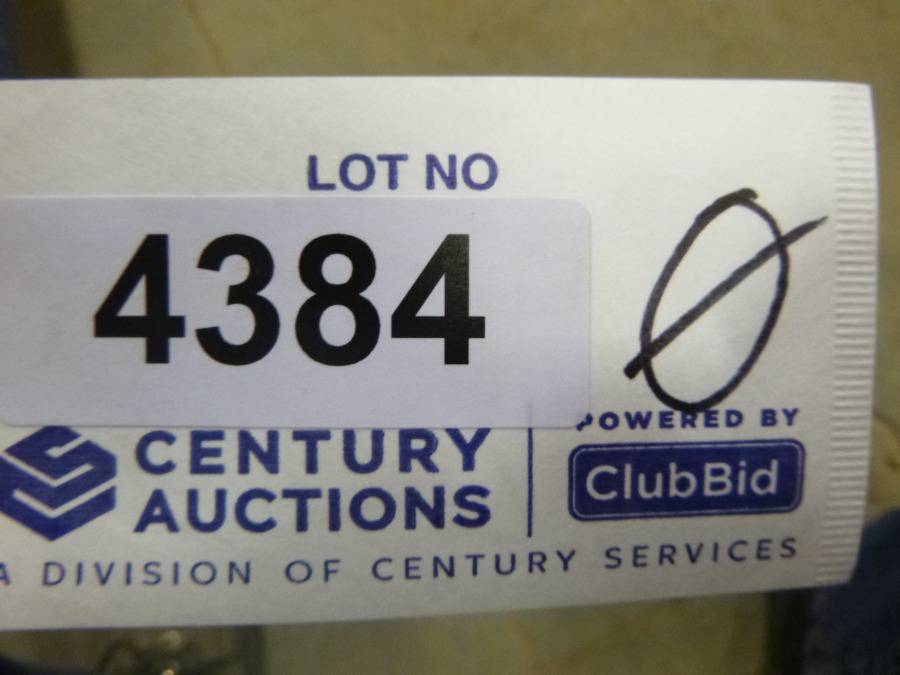 LOT NO
4384
Ø
CENTURY
AUCTIONS
POWERED BY
ClubBid
A DIVISION OF CENTURY SERVICES